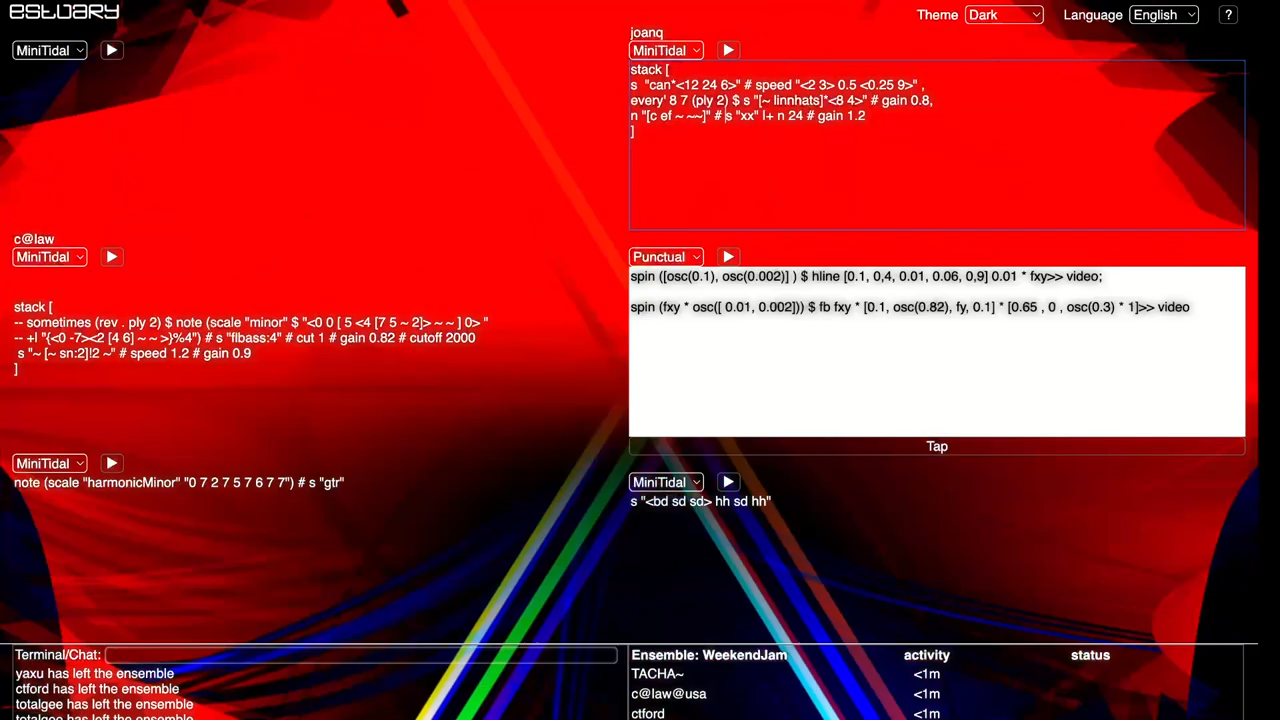 estuary
Theme Dark
Language English
?
MiniTidal
joanq
MiniTidal
stack [
s "can*<12 24 6>" # speed "<2 3> 0.5 <0.25 9>" ,
every' 8 7 (ply 2) $ s "[~ linnhats]*<8 4>" # gain 0.8,
n "[c ef ~ ~~]" # s "xx" |+ n 24 # gain 1.2
]
c@law
MiniTidal
stack [
-- sometimes (rev . ply 2) $ note (scale "minor" $ "<0 0 [ 5 <4 [7 5 ~ 2]> ~ ~ ] 0> "
-- +| "{<0 -7><2 [4 6] ~ ~ >}%4") # s "flbass:4" # cut 1 # gain 0.82 # cutoff 2000
s "~ [~ sn:2]!2 ~" # speed 1.2 # gain 0.9
]
Punctual
spin ([osc(0.1), osc(0.002)] ) $ hline [0.1, 0,4, 0.01, 0.06, 0,9] 0.01 * fxy>> video;
spin (fxy * osc([ 0.01, 0.002])) $ fb fxy * [0.1, osc(0.82), fy, 0.1] * [0.65 , 0 , osc(0.3) * 1]>> video
Tap
MiniTidal
note (scale "harmonicMinor" "0 7 2 7 5 7 6 7 7") # s "gtr"
MiniTidal
s "<bd sd sd> hh sd hh"
Terminal/Chat:
yaxu has left the ensemble
ctford has left the ensemble
totalgee has left the ensemble
totalgee has left the ensemble
Ensemble: WeekendJam activity status
TACHA~ <1m
c@law@usa <1m
ctford <1m